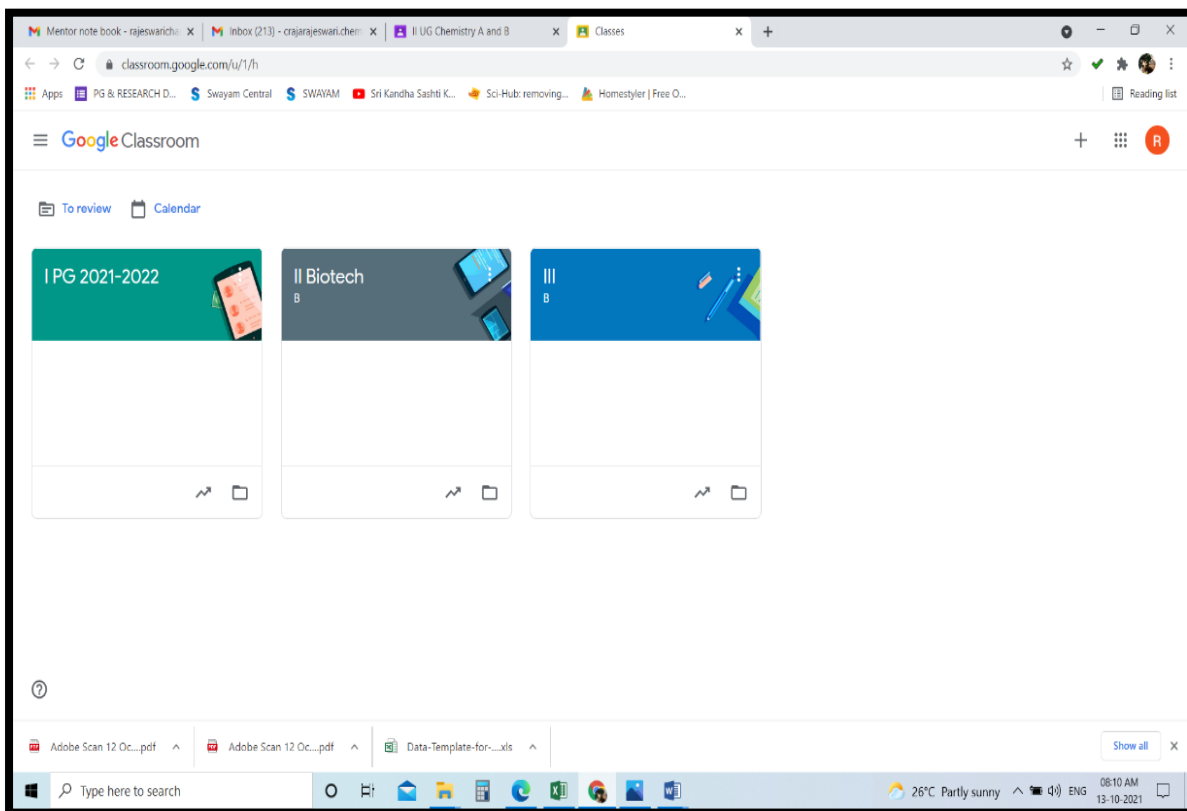 Mentor note book - rajeswaricha
Inbox (213) - crajarajeswari.chem
II UG Chemistry A and B
Classes
classroom.google.com/u/1/h
Apps PG & RESEARCH D... Swayam Central SWAYAM Sri Kandha Sashti K... Sci-Hub: removing... Homestyler | Free O... Reading list
Google Classroom R
To review Calendar
I PG 2021-2022
II Biotech
B
III
B
Adobe Scan 12 Oc....pdf Adobe Scan 12 Oc....pdf Data-Template-for-....xls Show all
Type here to search 26°C Partly sunny ENG 08:10 AM
13-10-2021